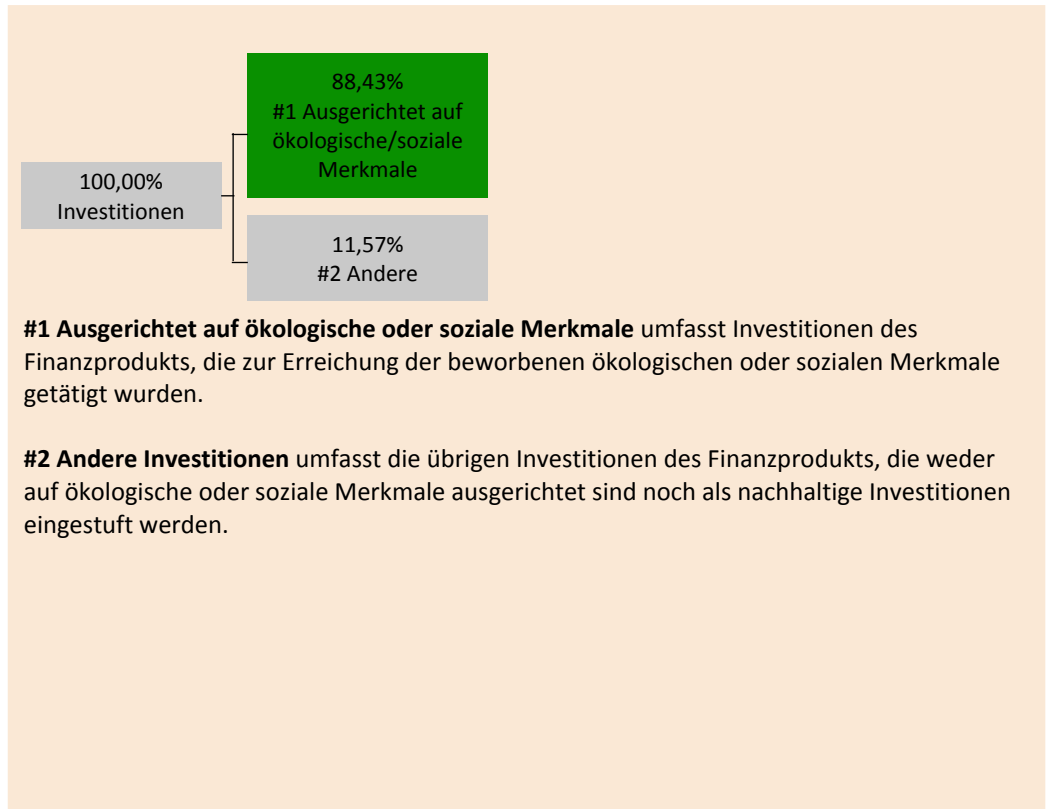 88,43%
#1 Ausgerichtet auf
ökologische/soziale
Merkmale
100,00%
Investitionen
11,57%
#2 Andere
#1 Ausgerichtet auf ökologische oder soziale Merkmale umfasst Investitionen des
Finanzprodukts, die zur Erreichung der beworbenen ökologischen oder sozialen Merkmale
getätigt wurden.
#2 Andere Investitionen umfasst die übrigen Investitionen des Finanzprodukts, die weder
auf ökologische oder soziale Merkmale ausgerichtet sind noch als nachhaltige Investitionen
eingestuft werden.